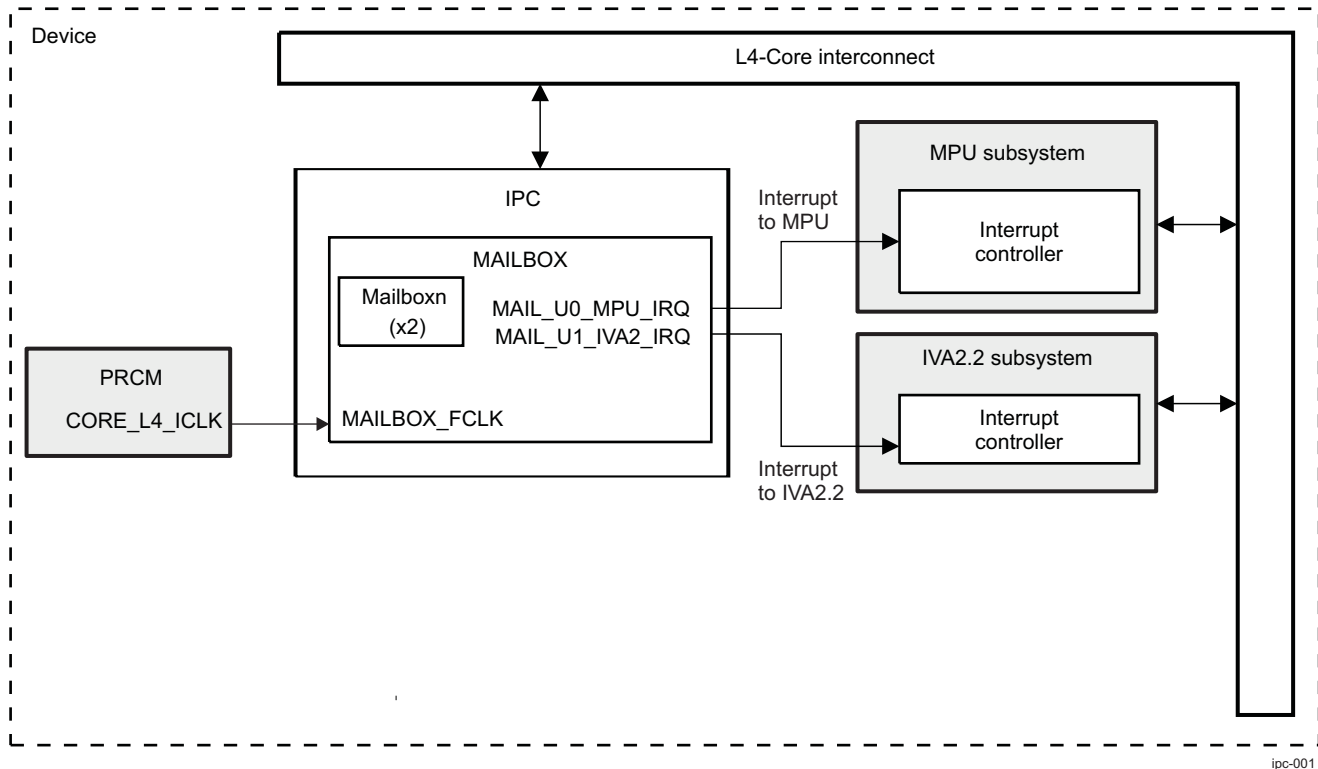 Device
L4-Core interconnect
MPU subsystem
Interrupt
controller
IPC
Interrupt
to MPU
MAILBOX
Mailboxn
(x2)
MAIL_U0_MPU_IRQ
MAIL_U1_IVA2_IRQ
IVA2.2 subsystem
Interrupt
controller
PRCM
CORE_L4_ICLK
MAILBOX_FCLK
Interrupt
to IVA2.2
ipc-001